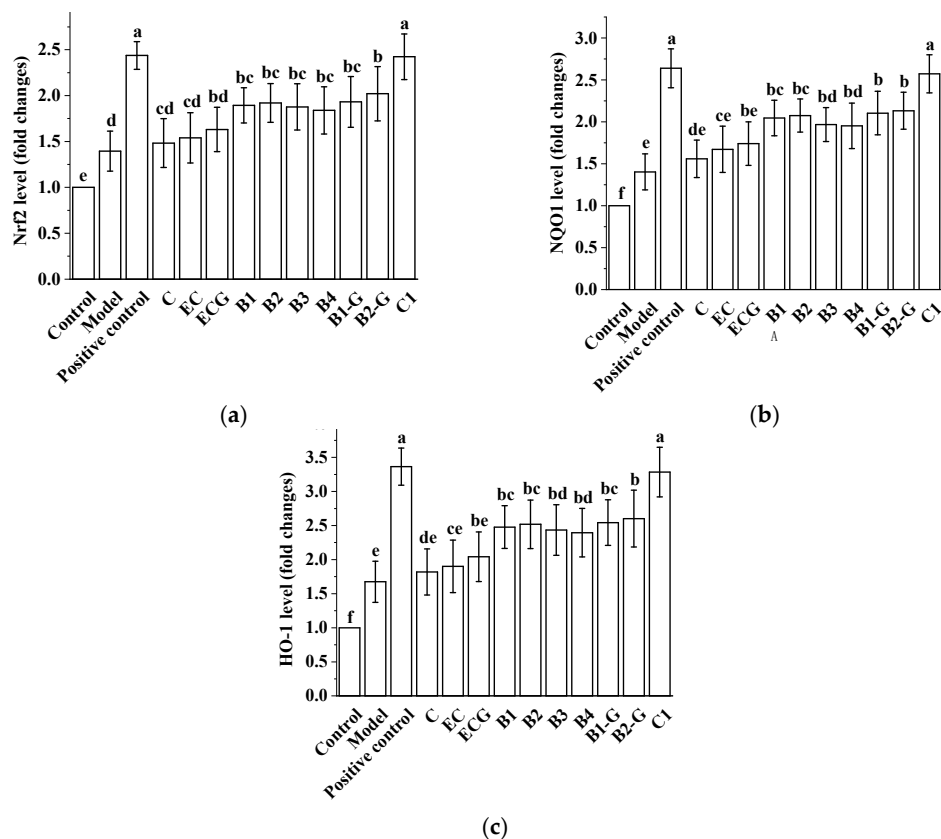 a
a
Nrf2 level (fold changes)
2.5
2.0
1.5
1.0
0.5
0.0
e
d
cd
cd
bd
bc
bc
bc
bc
bc
b
Control
Model
Positive control
C
EC
ECG
B1
B2
B3
B4
B1-G
B2-G
C1
(a)
a
a
NQO1 level (fold changes)
3.0
2.5
2.0
1.5
1.0
0.5
0.0
f
e
de
ce
be
bc
bc
bd
bd
b
b
Control
Model
Positive control
C
EC
ECG
B1
B2
B3
B4
B1-G
B2-G
C1
A
(b)
a
a
HO-1 level (fold changes)
3.5
3.0
2.5
2.0
1.5
1.0
0.5
0.0
f
e
de
ce
be
bc
bc
bd
bd
bc
b
Control
Model
Positive control
C
EC
ECG
B1
B2
B3
B4
B1-G
B2-G
C1
(c)